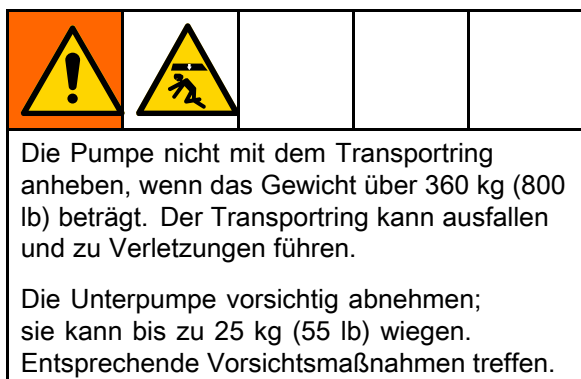 Die Pumpe nicht mit dem Transportring
anheben, wenn das Gewicht über 360 kg (800
lb) beträgt. Der Transportring kann ausfallen
und zu Verletzungen führen.
Die Unterpumpe vorsichtig abnehmen;
sie kann bis zu 25 kg (55 lb) wiegen.
Entsprechende Vorsichtsmaßnahmen treffen.